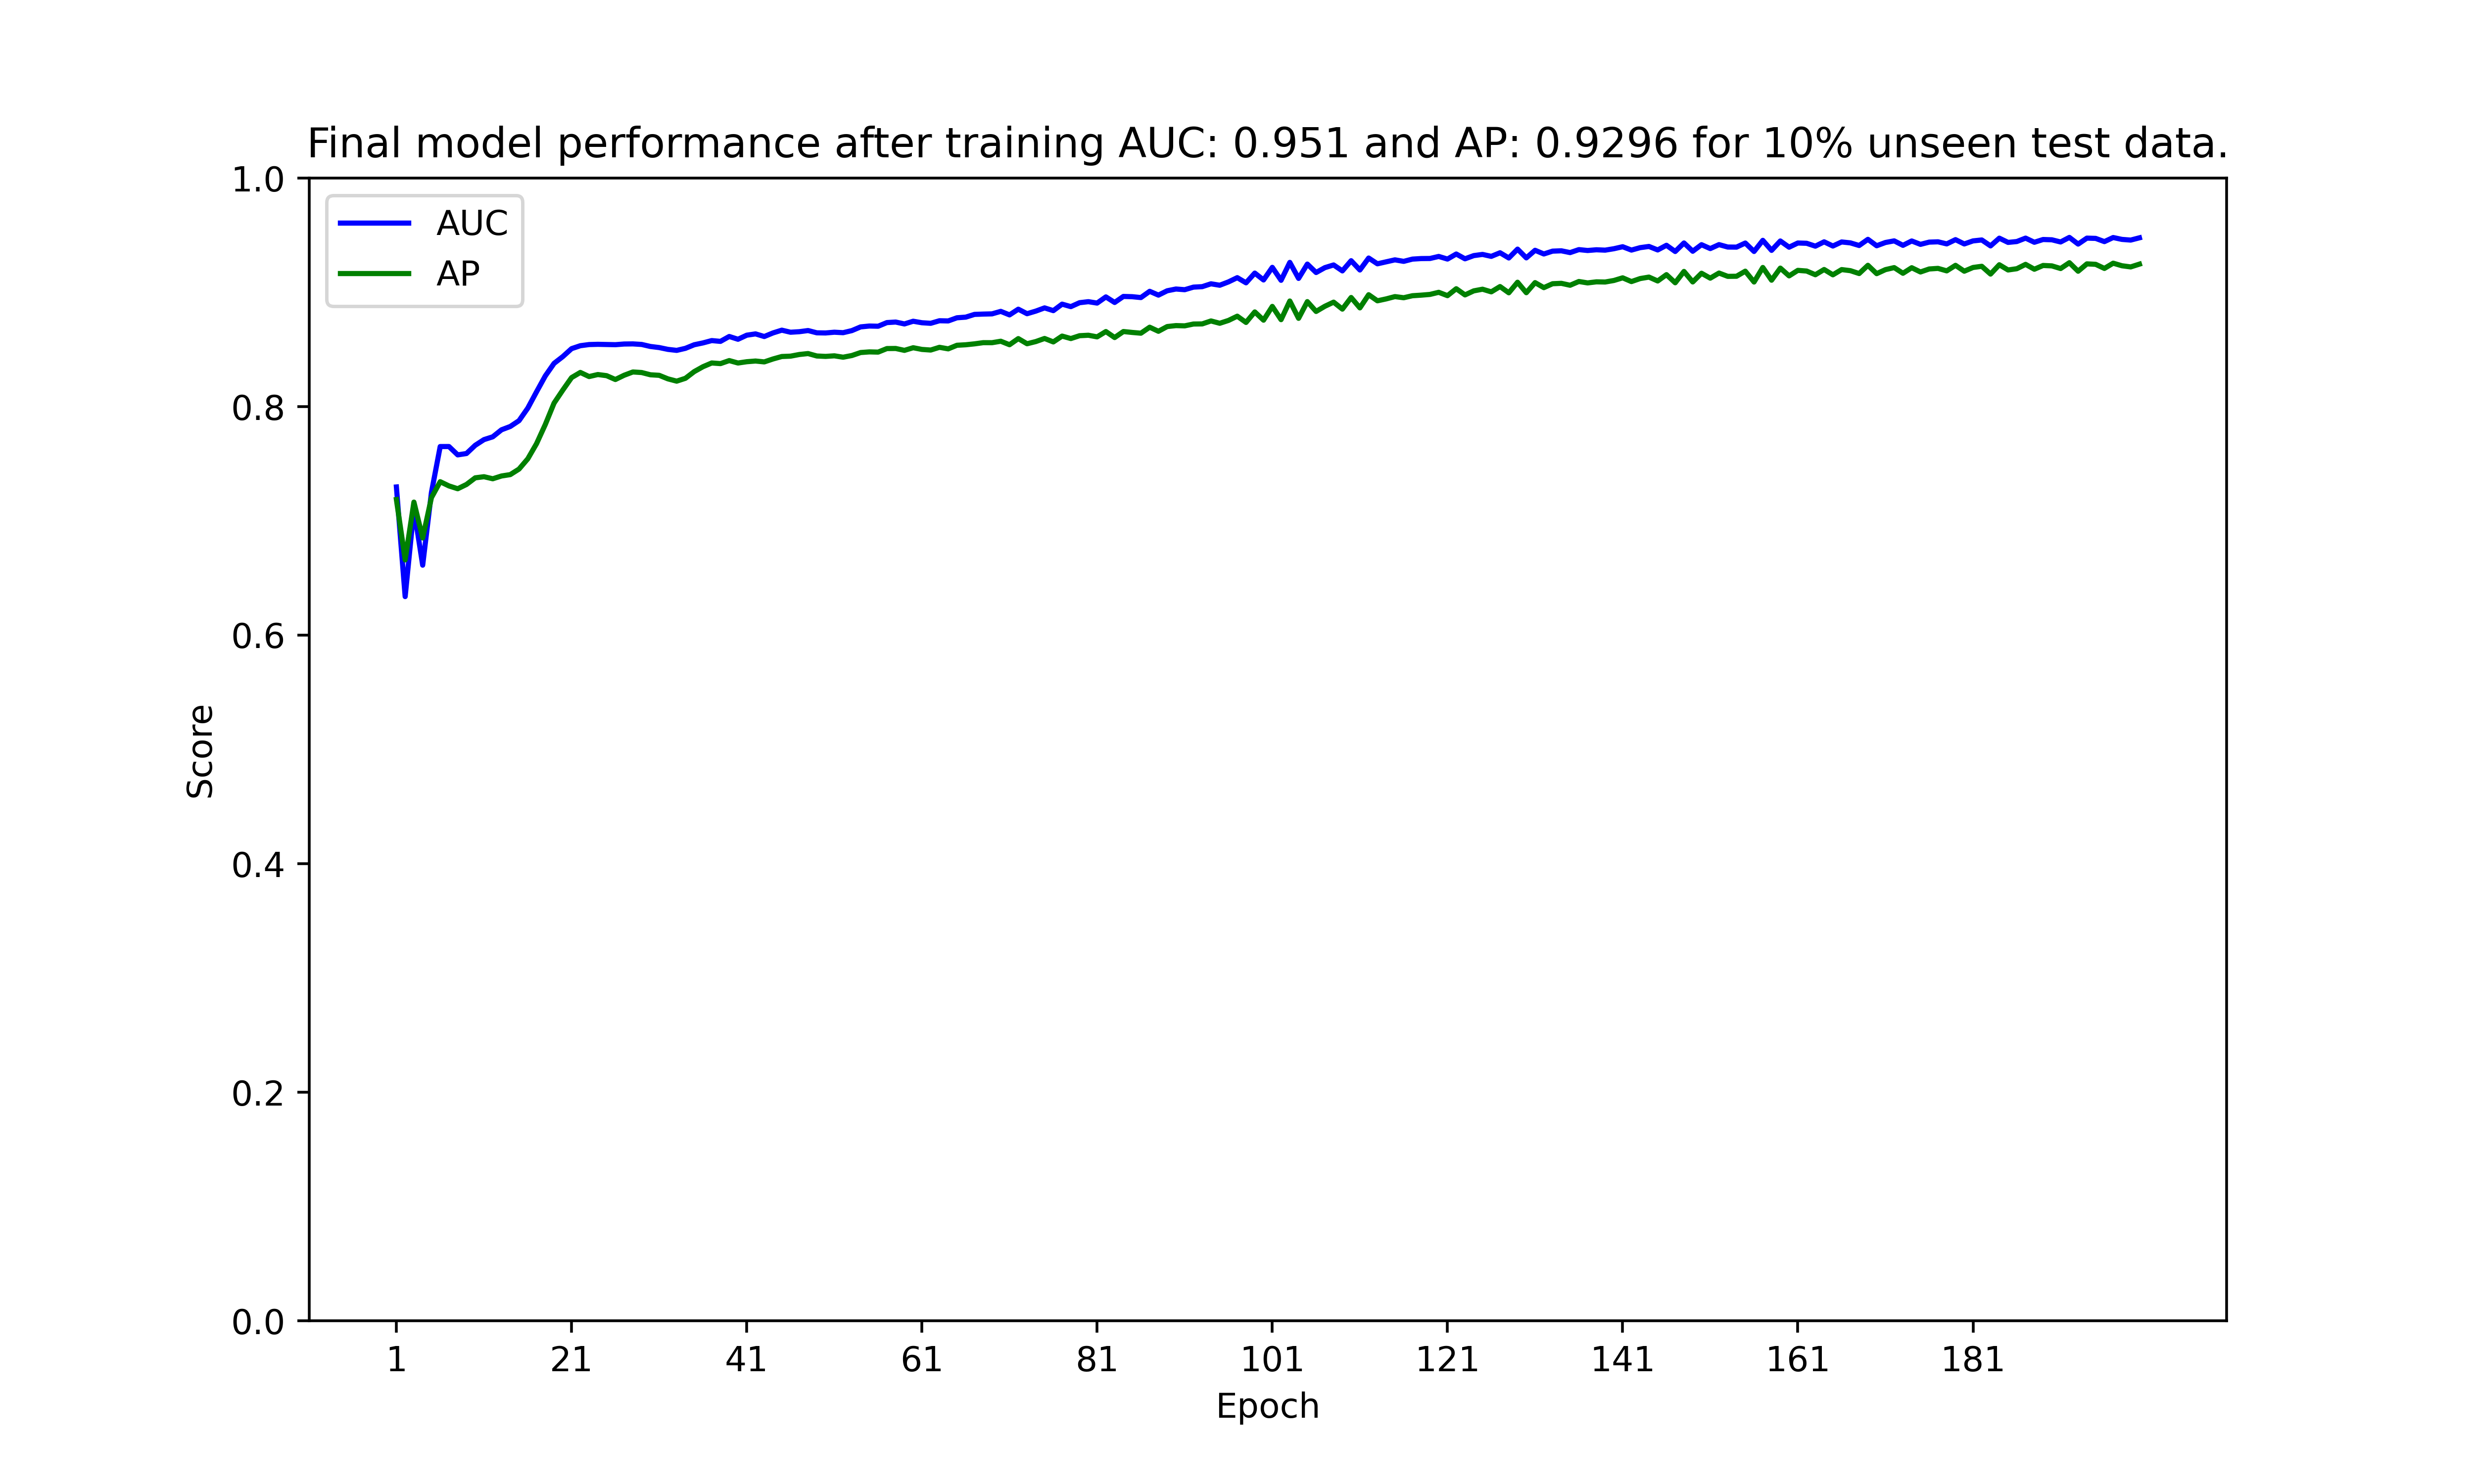 Final model performance after training AUC: 0.951 and AP: 0.9296 for 10% unseen test data.
AUC
AP
1.0
0.8
0.6
0.4
0.2
0.0
Score
1 21 41 61 81 101 121 141 161 181
Epoch